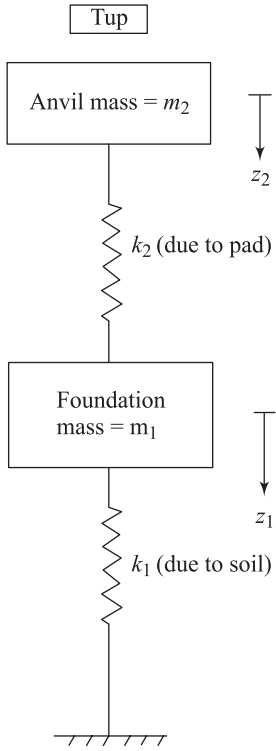 Tup
Anvil mass = m₂
z₂
k₂ (due to pad)
Foundation
mass = m₁
z₁
k₁ (due to soil)